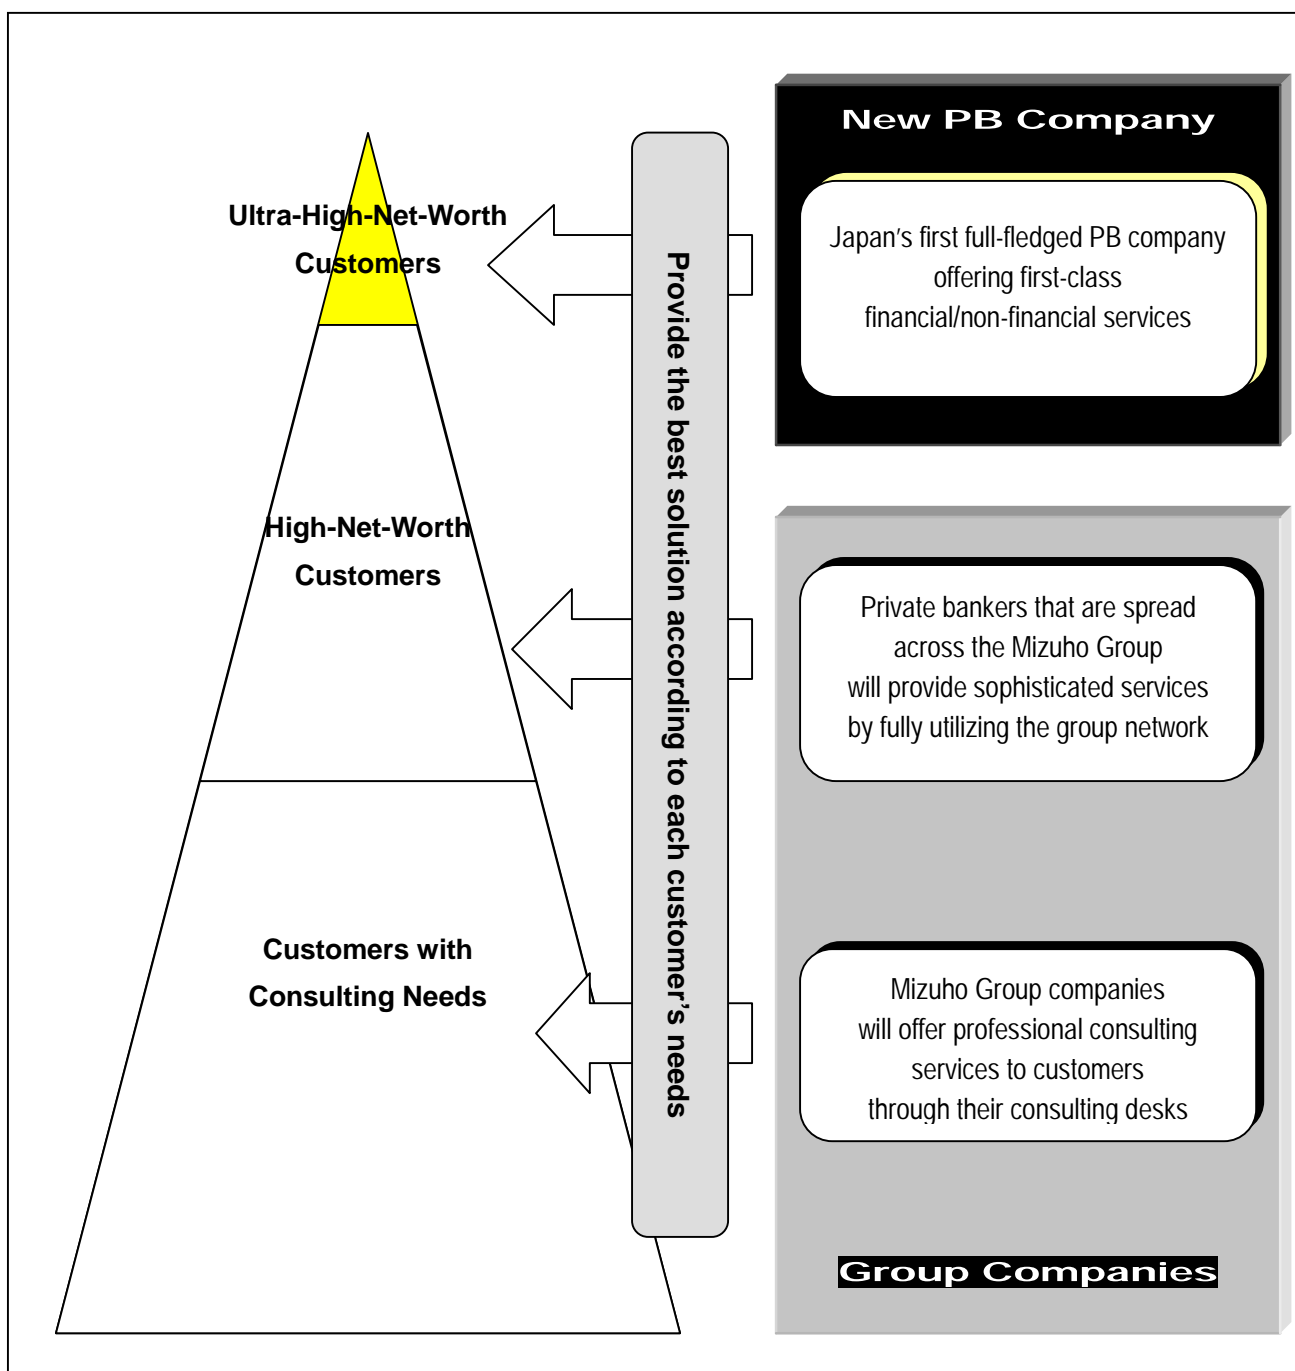 New PB Company
Ultra-High-Net-Worth
Customers
Japan's first full-fledged PB company
offering first-class
financial/non-financial services
Provide the best solution according to each customer's needs
High-Net-Worth
Customers
Private bankers that are spread
across the Mizuho Group
will provide sophisticated services
by fully utilizing the group network
Customers with
Consulting Needs
Mizuho Group companies
will offer professional consulting
services to customers
through their consulting desks
Group Companies